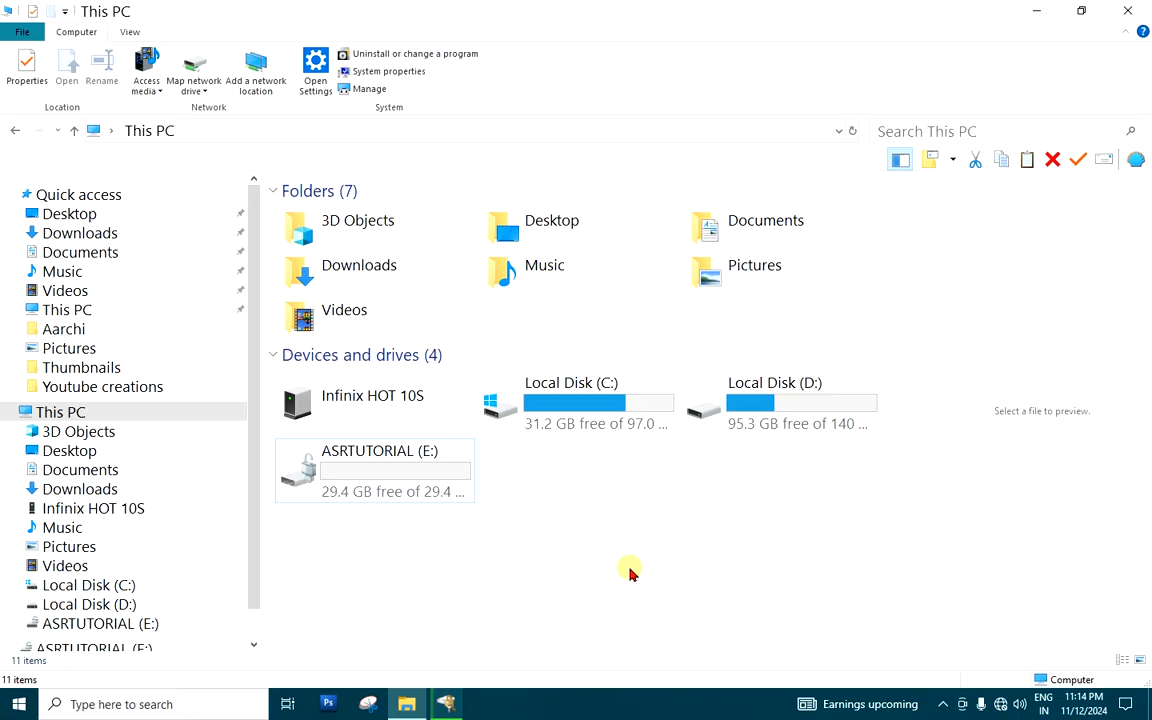 This PC
File Computer View
Properties Open Rename Access media Map network drive Add a network location Open Settings Uninstall or change a program
System properties
Manage
Location Network System
This PC Search This PC
Quick access
Desktop
Downloads
Documents
Music
Videos
This PC
Aarchi
Pictures
Thumbnails
Youtube creations
This PC
3D Objects
Desktop
Documents
Downloads
Infinix HOT 10S
Music
Pictures
Videos
Local Disk (C:)
Local Disk (D:)
ASRTUTORIAL (E:)
ASRTUTORIAL (E:)
Folders (7)
3D Objects Desktop Documents
Downloads Music Pictures
Videos
Devices and drives (4)
Infinix HOT 10S
Local Disk (C:)
31.2 GB free of 97.0 ...
Local Disk (D:)
95.3 GB free of 140 ...
ASRTUTORIAL (E:)
29.4 GB free of 29.4 ...
Select a file to preview.
11 items
11 items Computer
Type here to search Ps Earnings upcoming ENG IN 11:14 PM 11/12/2024